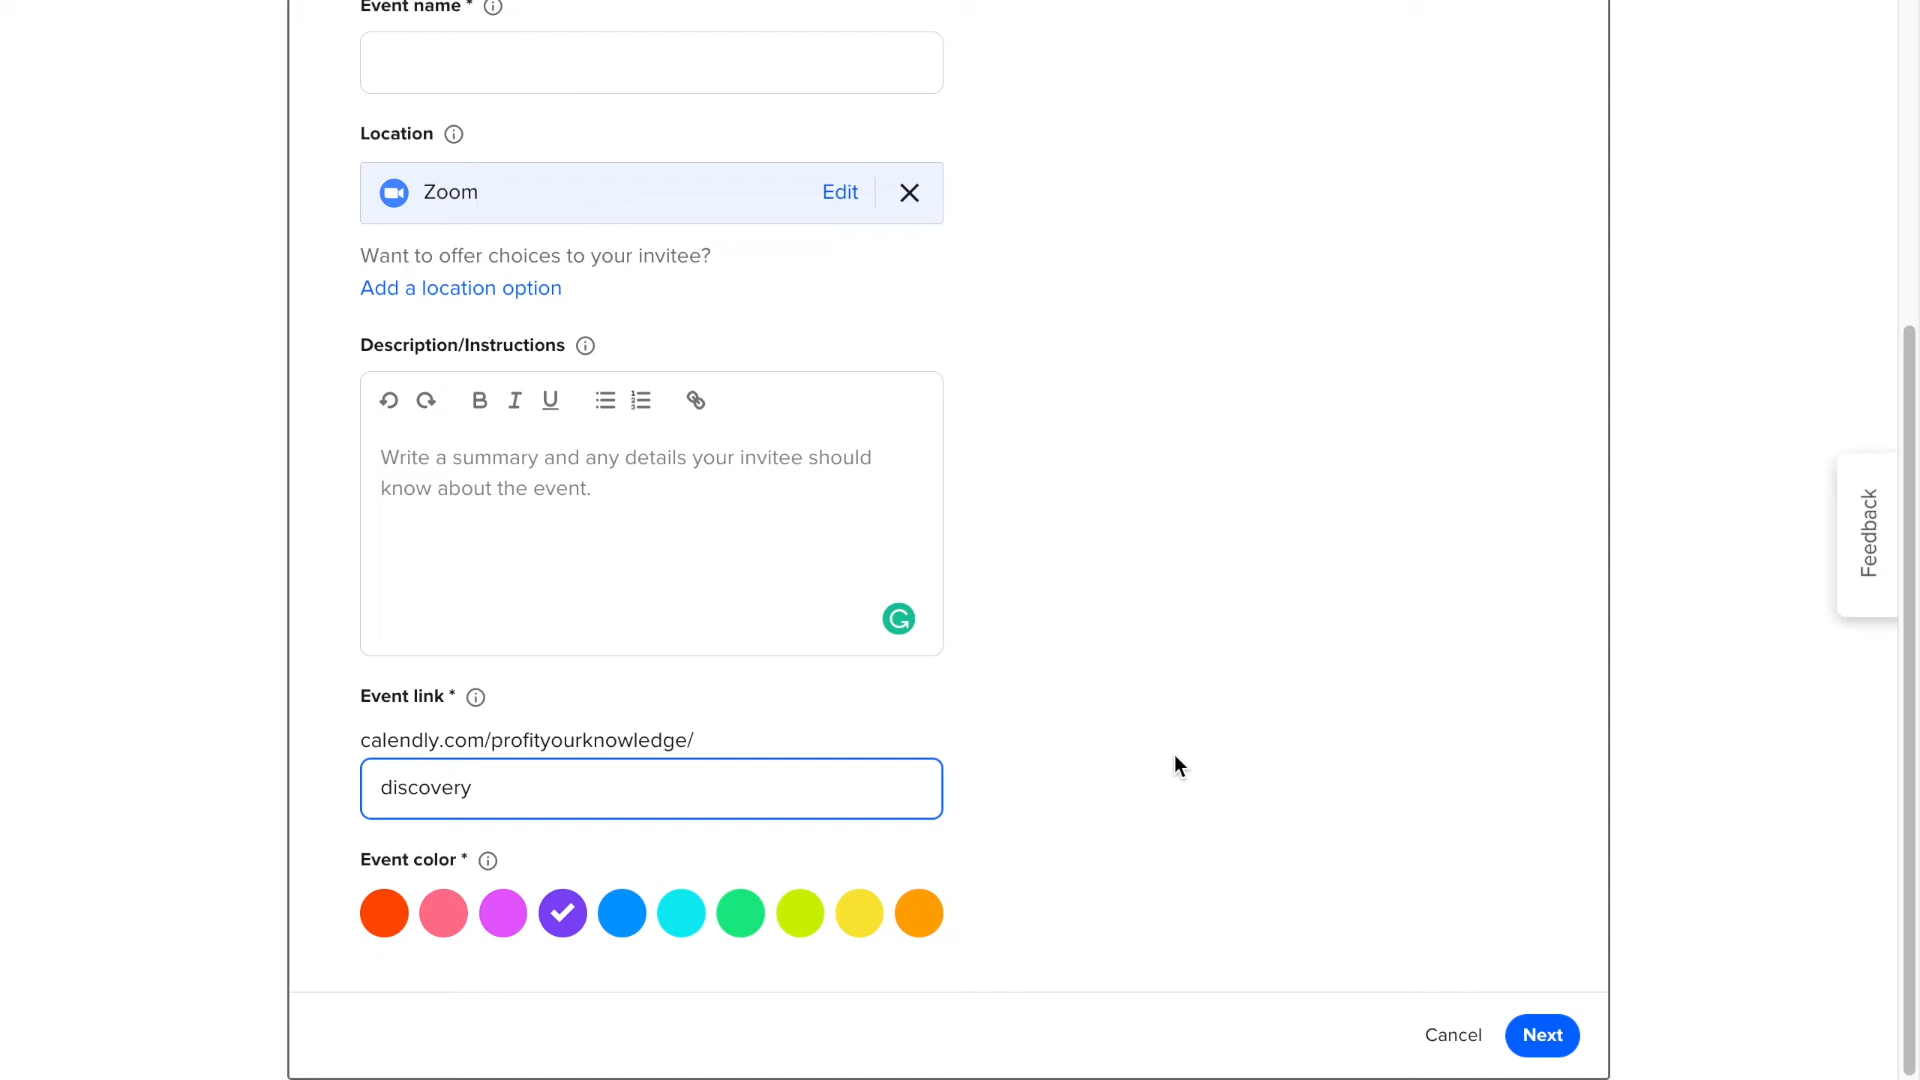 Event name *
Location
Zoom
Edit
Want to offer choices to your invitee?
Add a location option
Description/Instructions
B I U
Write a summary and any details your invitee should
know about the event.
Event link *
calendly.com/profityourknowledge/
discovery
Event color *
Cancel
Next
Feedback